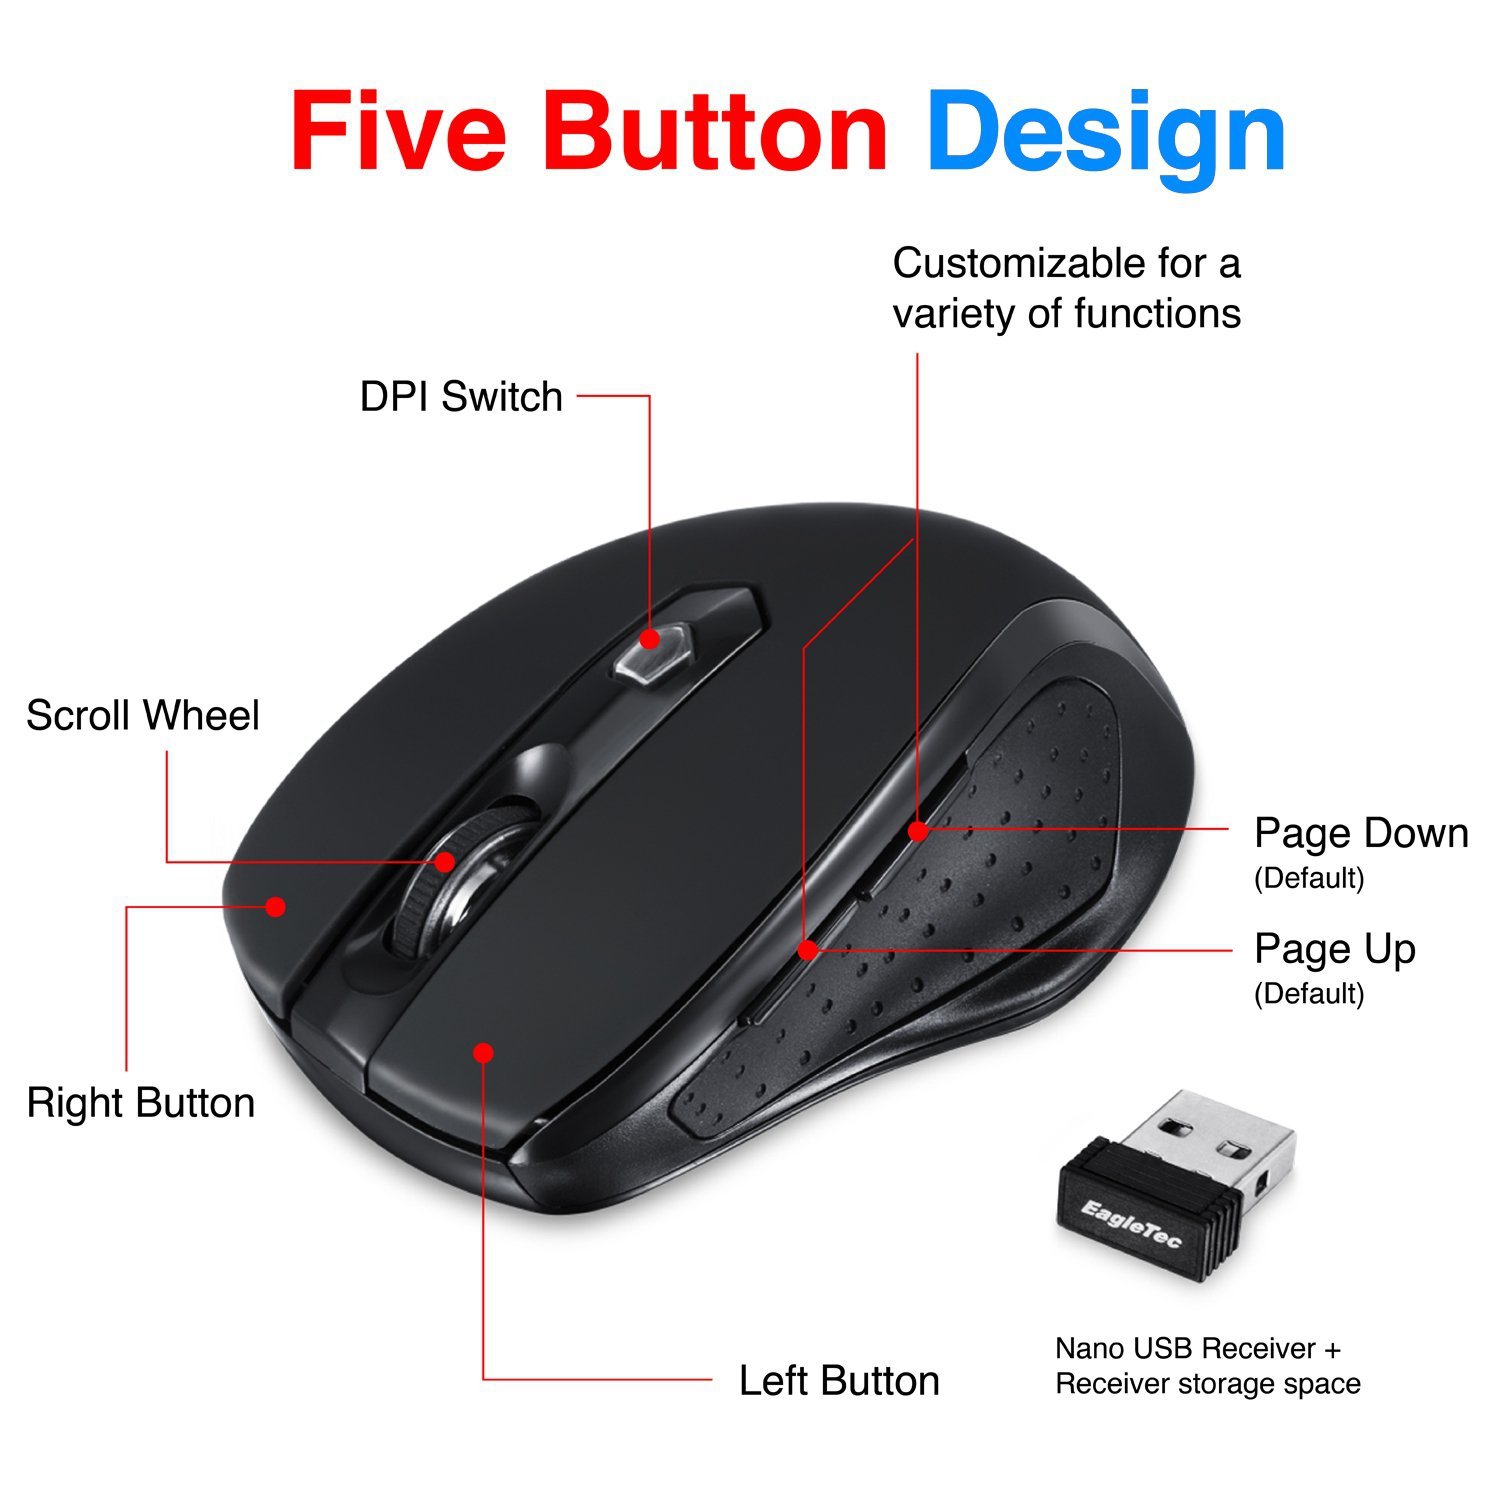 Five Button Design
Customizable for a
variety of functions
DPI Switch
Scroll Wheel
Page Down
(Default)
Page Up
(Default)
Right Button
EagleTec
Nano USB Receiver +
Receiver storage space
Left Button